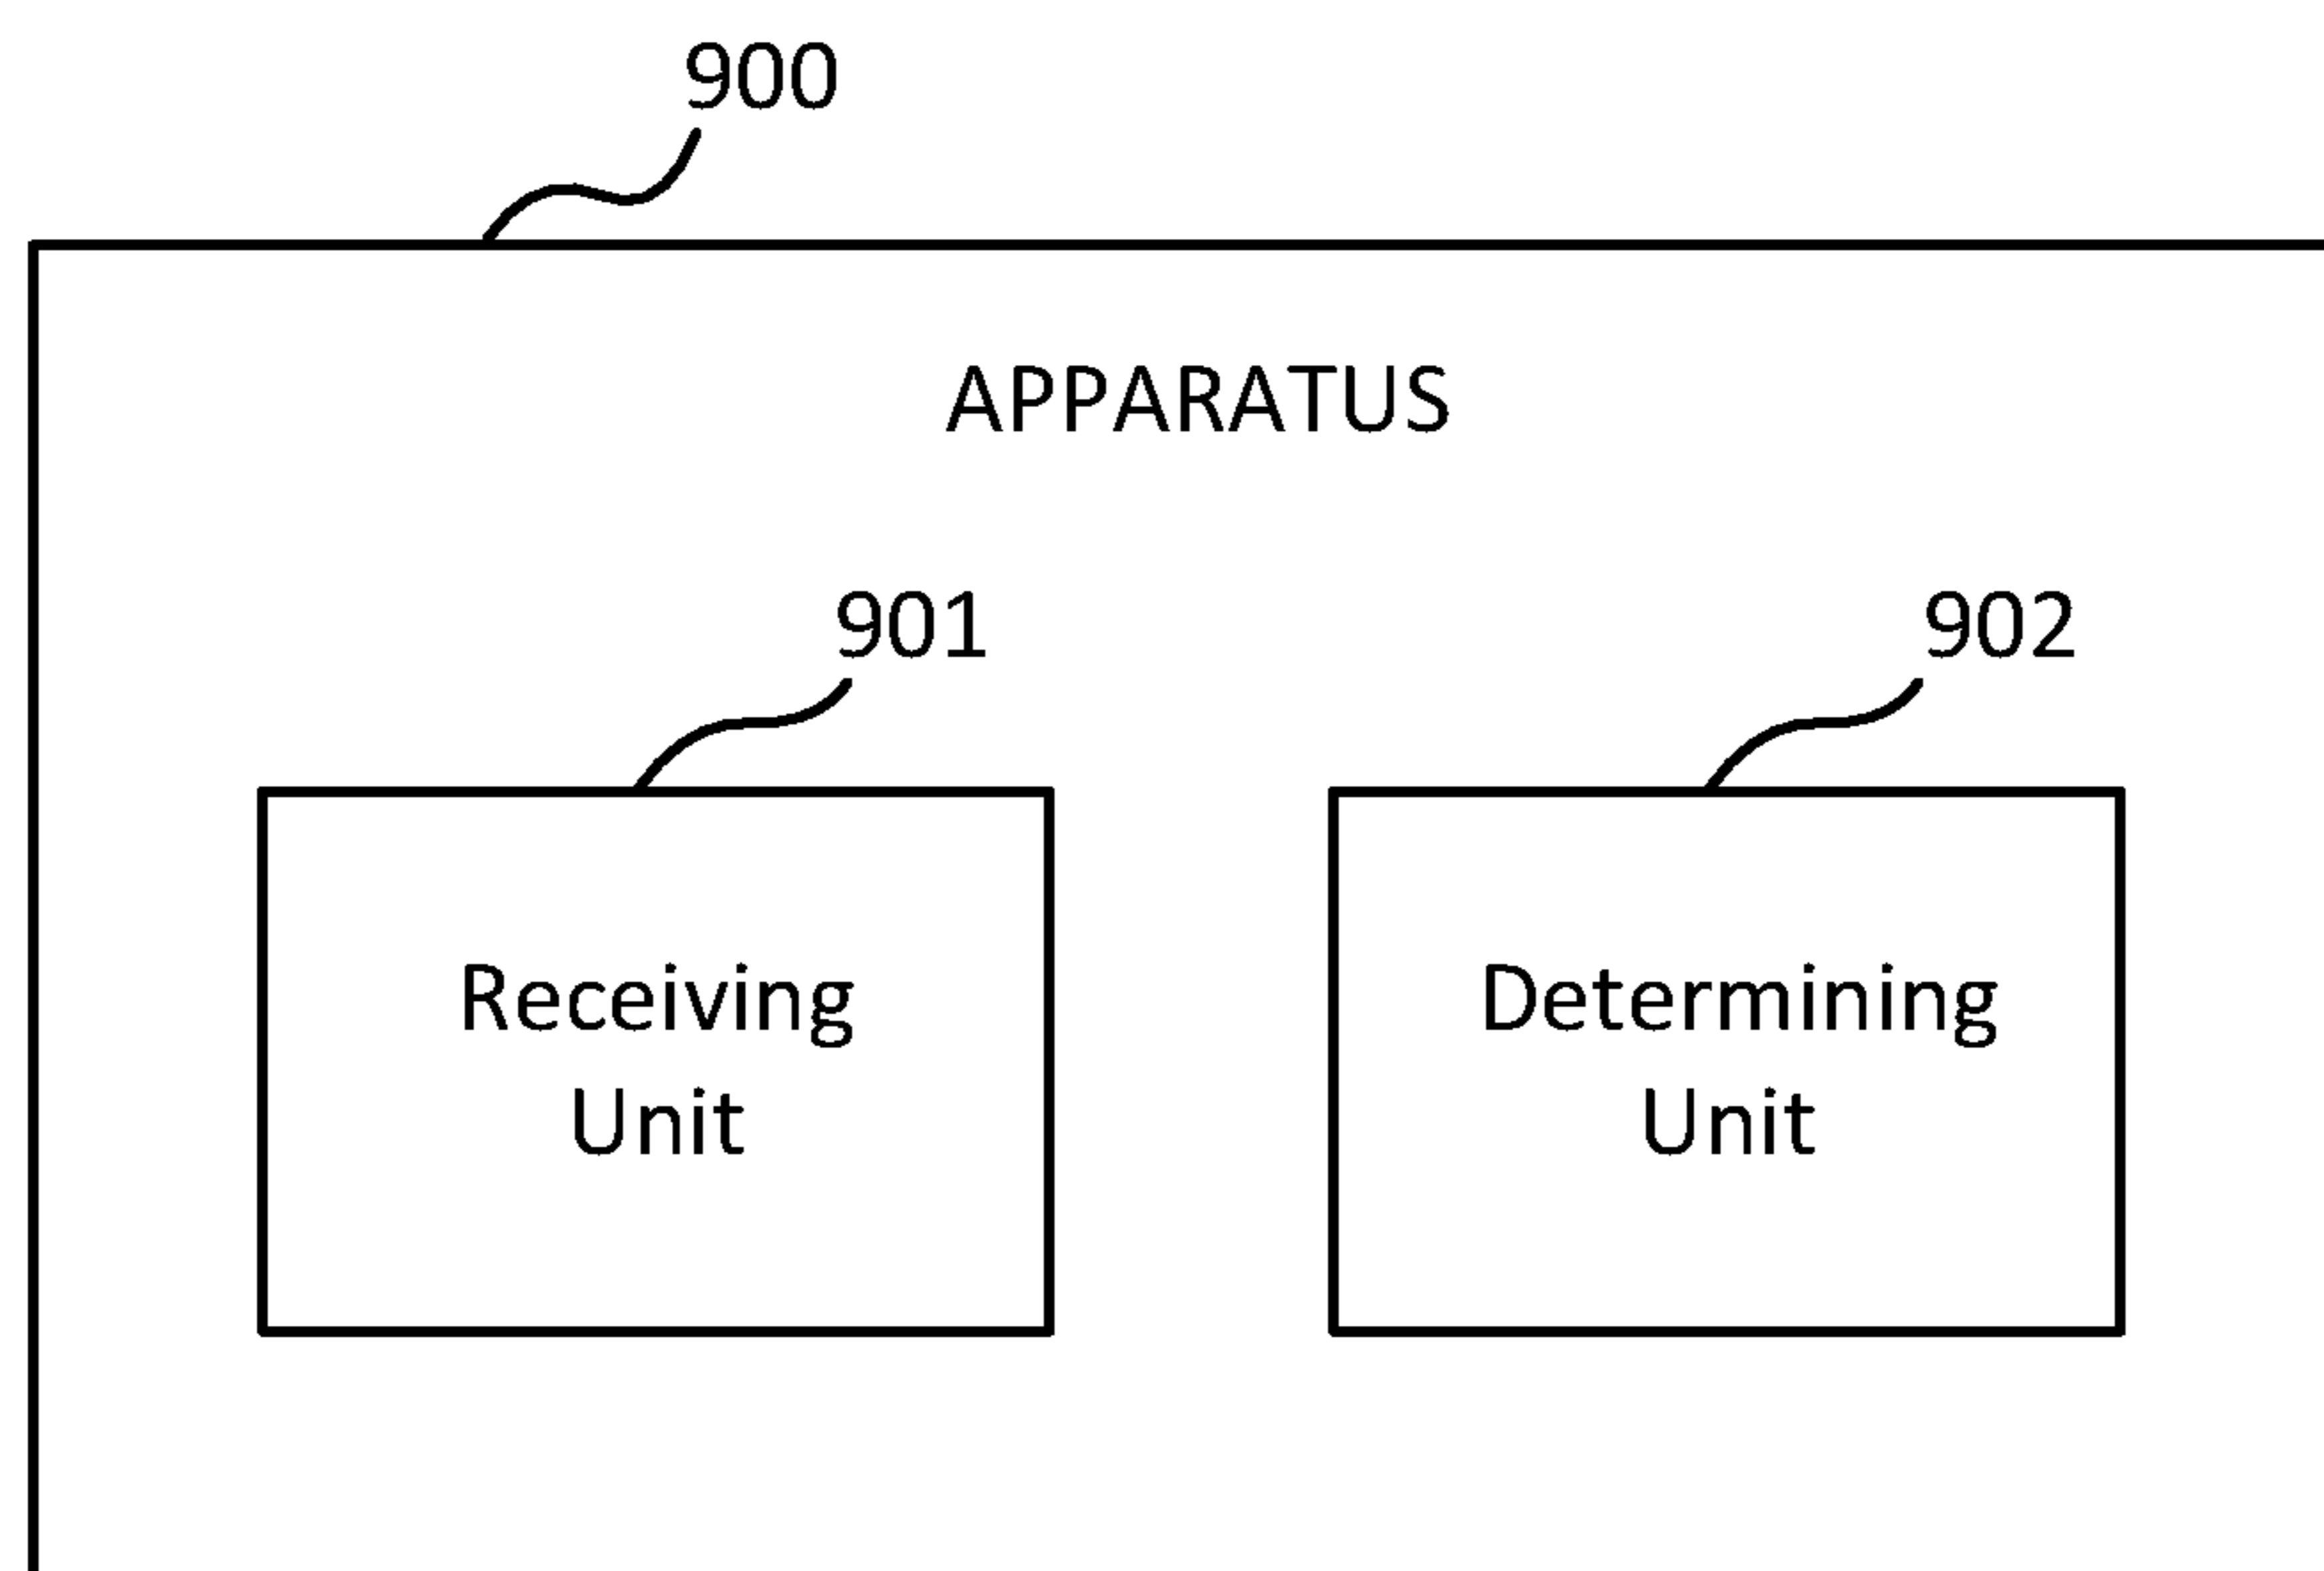 900
APPARATUS
901
902
Receiving
Unit
Determining
Unit